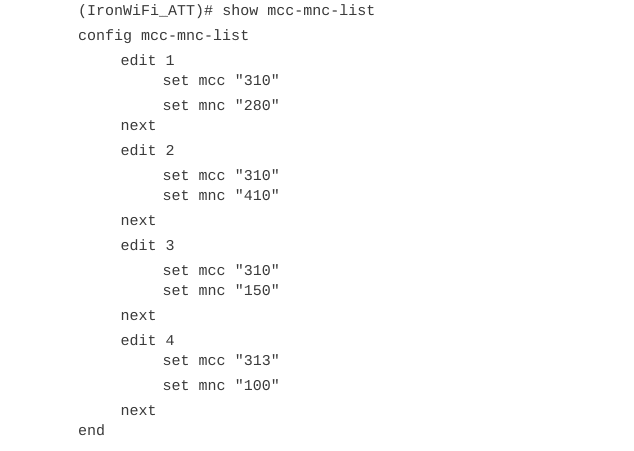 (IronWiFi_ATT)# show mcc-mnc-list
config mcc-mnc-list
edit 1
set mcc "310"
set mnc "280"
next
edit 2
set mcc "310"
set mnc "410"
next
edit 3
set mcc "310"
set mnc "150"
next
edit 4
set mcc "313"
set mnc "100"
next
end